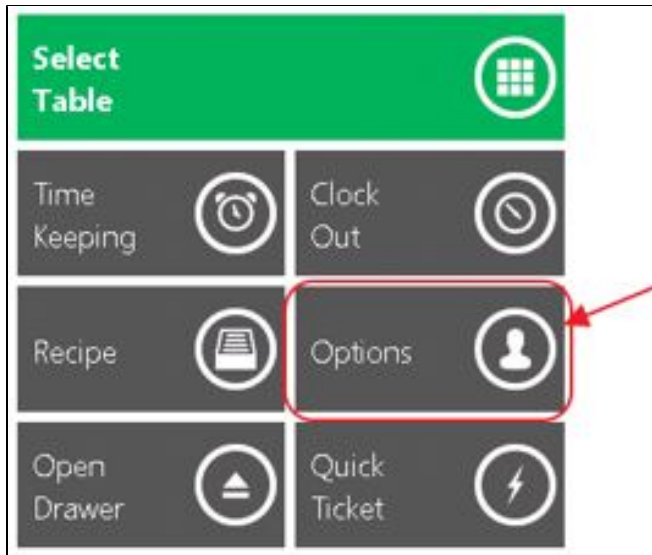 Select
Table
Time
Keeping
Clock
Out
Recipe
Options
Open
Drawer
Quick
Ticket